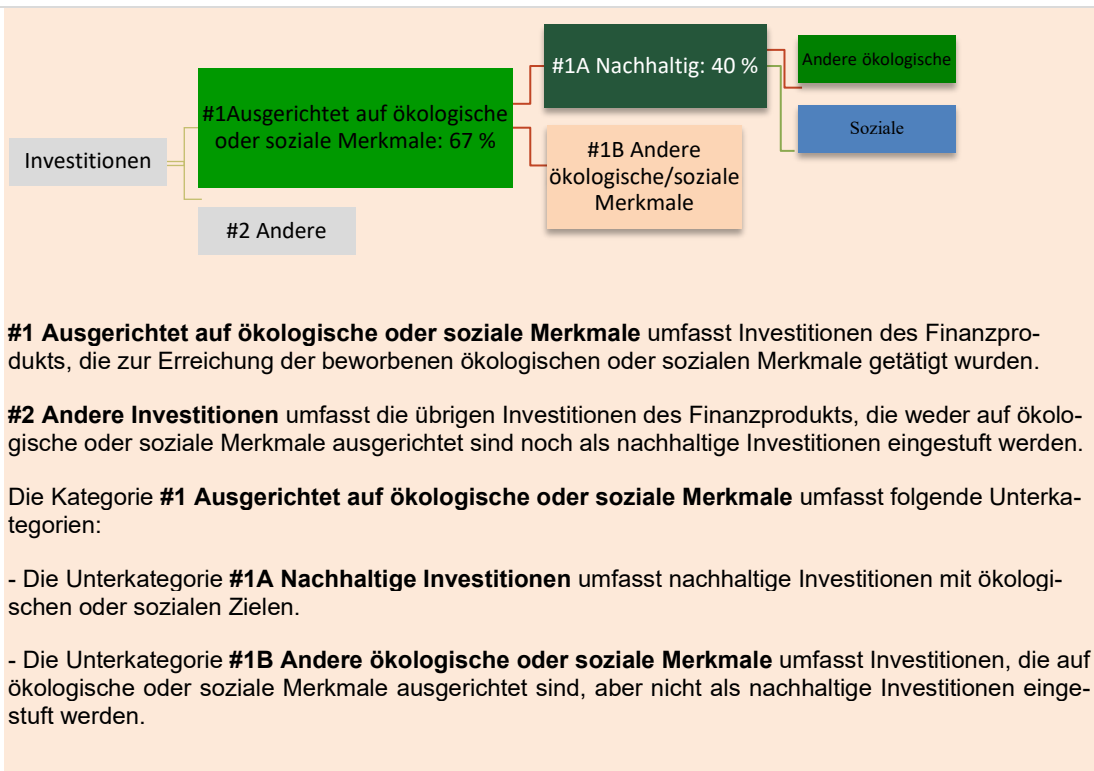 #1A Nachhaltig: 40 %
Andere ökologische
#1Ausgerichtet auf ökologische
oder soziale Merkmale: 67 %
Soziale
Investitionen
#1B Andere
ökologische/soziale
Merkmale
#2 Andere
#1 Ausgerichtet auf ökologische oder soziale Merkmale umfasst Investitionen des Finanzpro-
dukts, die zur Erreichung der beworbenen ökologischen oder sozialen Merkmale getätigt wurden.
#2 Andere Investitionen umfasst die übrigen Investitionen des Finanzprodukts, die weder auf ökolo-
gische oder soziale Merkmale ausgerichtet sind noch als nachhaltige Investitionen eingestuft werden.
Die Kategorie #1 Ausgerichtet auf ökologische oder soziale Merkmale umfasst folgende Unterka-
tegorien:
- Die Unterkategorie #1A Nachhaltige Investitionen umfasst nachhaltige Investitionen mit ökologi-
schen oder sozialen Zielen.
- Die Unterkategorie #1B Andere ökologische oder soziale Merkmale umfasst Investitionen, die auf
ökologische oder soziale Merkmale ausgerichtet sind, aber nicht als nachhaltige Investitionen einge-
stuft werden.